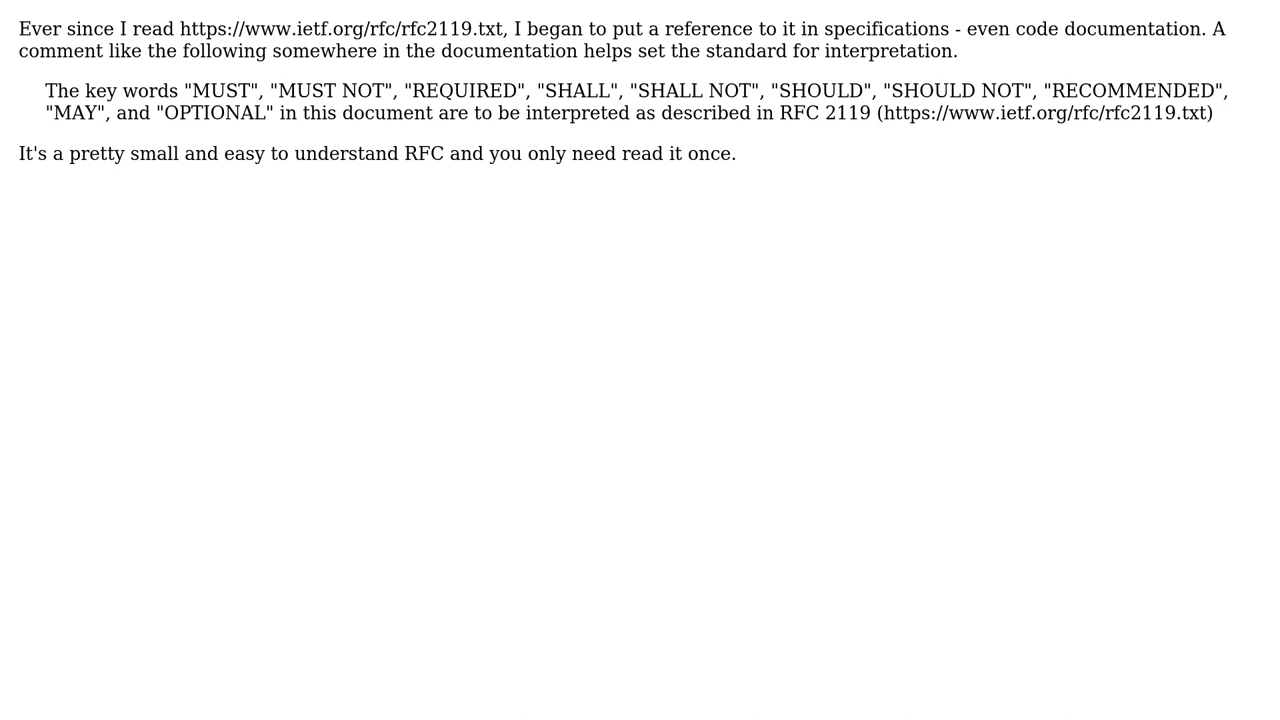 Ever since I read https://www.ietf.org/rfc/rfc2119.txt, I began to put a reference to it in specifications - even code documentation. A
comment like the following somewhere in the documentation helps set the standard for interpretation.
The key words "MUST", "MUST NOT", "REQUIRED", "SHALL", "SHALL NOT", "SHOULD", "SHOULD NOT", "RECOMMENDED",
"MAY", and "OPTIONAL" in this document are to be interpreted as described in RFC 2119 (https://www.ietf.org/rfc/rfc2119.txt)
It's a pretty small and easy to understand RFC and you only need read it once.